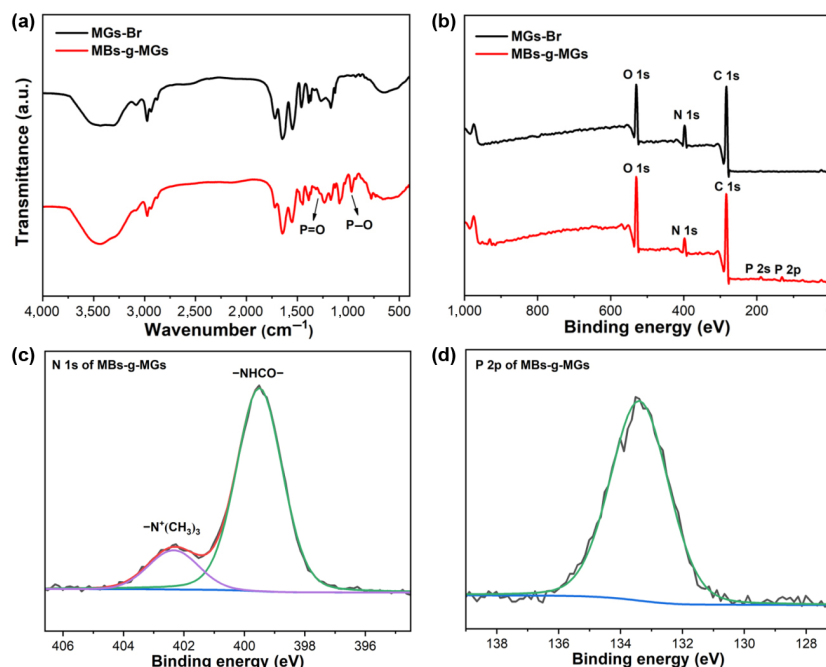 (a)
MGs-Br
MBs-g-MGs
Transmittance (a.u.)
P=O
P–O
4,000 3,500 3,000 2,500 2,000 1,500 1,000 500
Wavenumber (cm⁻¹)
(b)
MGs-Br
MBs-g-MGs
O 1s
N 1s
C 1s
O 1s
N 1s
C 1s
P 2s P 2p
1,000 800 600 400 200
Binding energy (eV)
(c)
N 1s of MBs-g-MGs
–NHCO–
–N⁺(CH₃)₃
406 404 402 400 398 396
Binding energy (eV)
(d)
P 2p of MBs-g-MGs
138 136 134 132 130 128
Binding energy (eV)